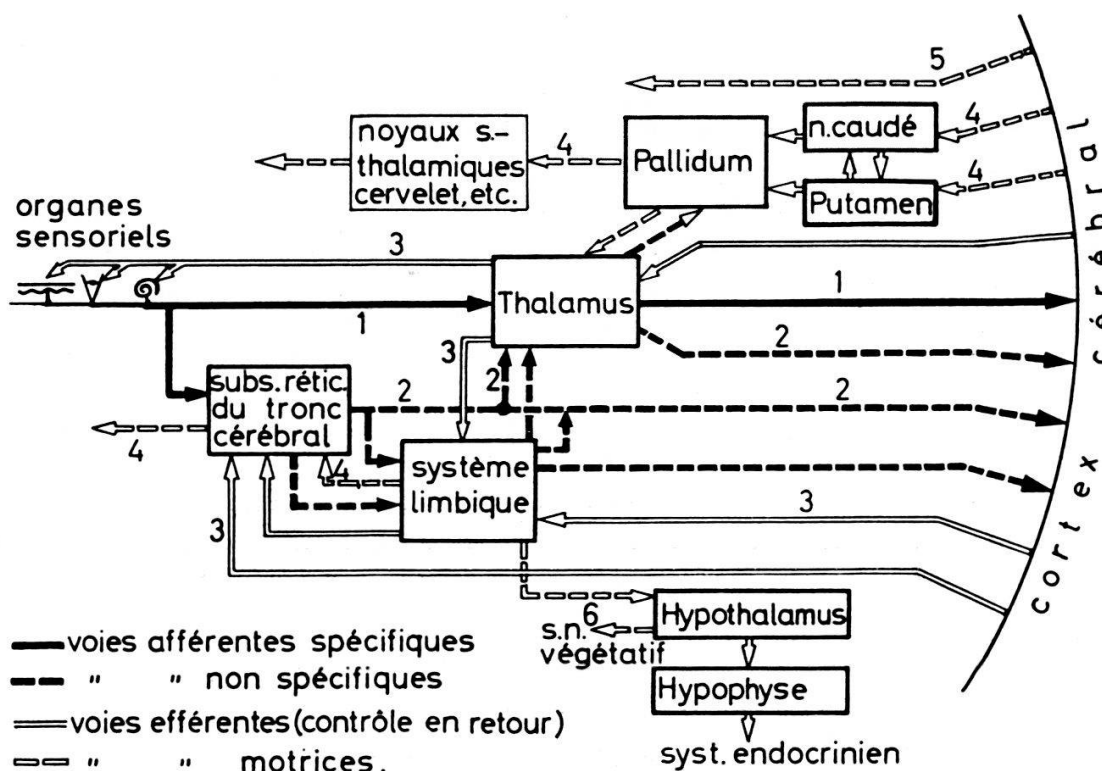 5
n.caudé
4
noyaux s.-
thalamiques
cervelet, etc.
4
Pallidum
4
Putamen
organes
sensoriels
3
Thalamus
1
1
3
2
2
subs. rétic.
du tronc
cérébral
2
2
4
4
système
limbique
3
3
cortex cérébral
Hypothalamus
6
s.n.
végétatif
Hypophyse
syst. endocrinien
voies afférentes spécifiques
" " non spécifiques
voies efférentes (contrôle en retour)
" " motrices.